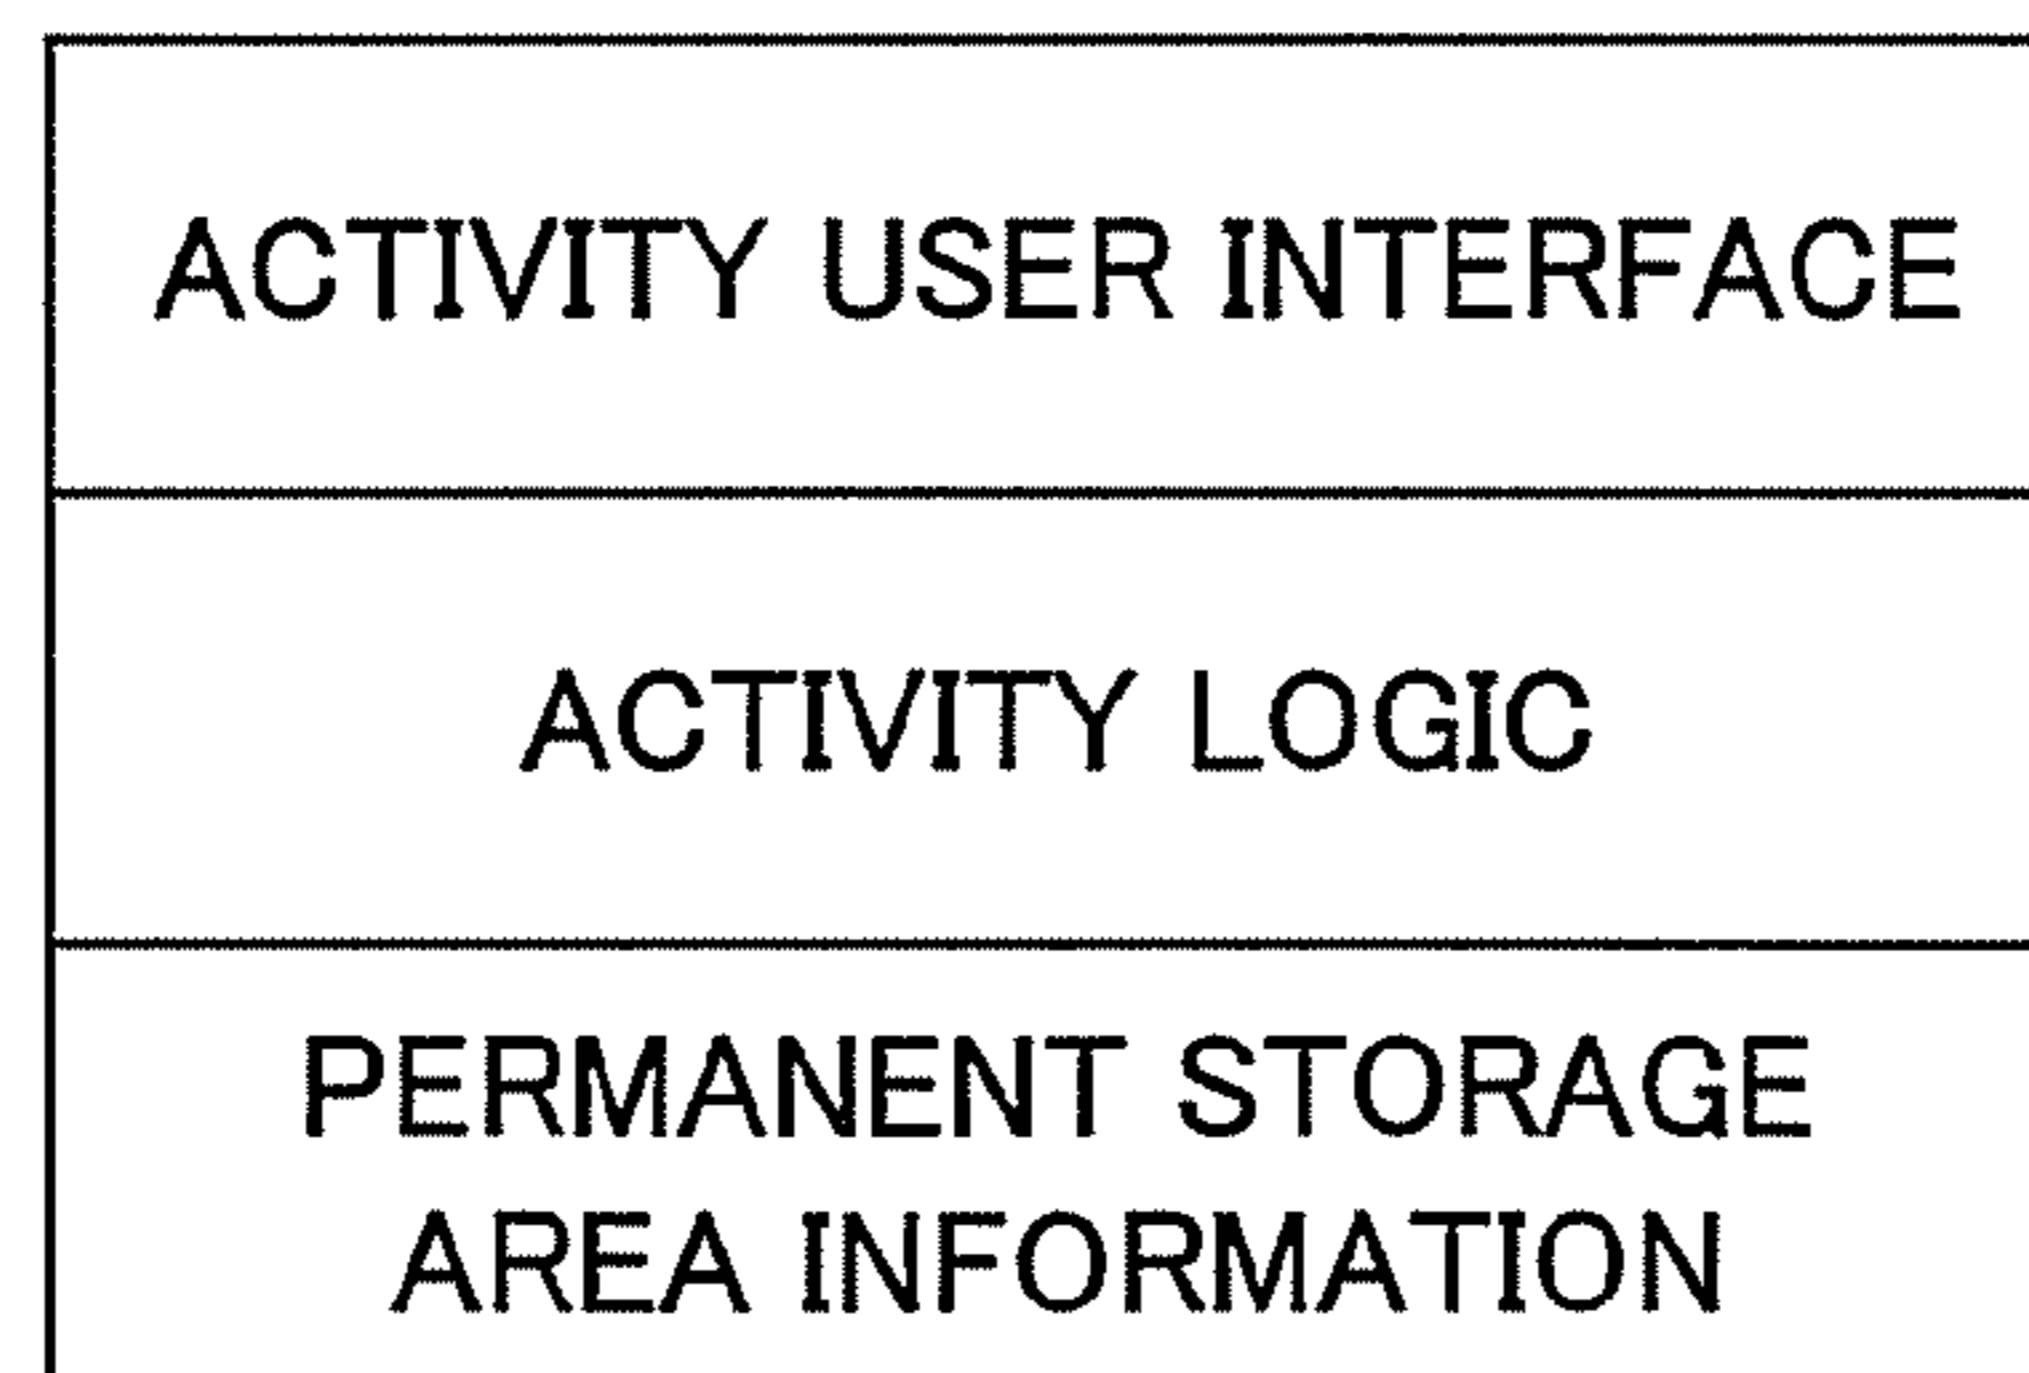 ACTIVITY USER INTERFACE
ACTIVITY LOGIC
PERMANENT STORAGE
AREA INFORMATION